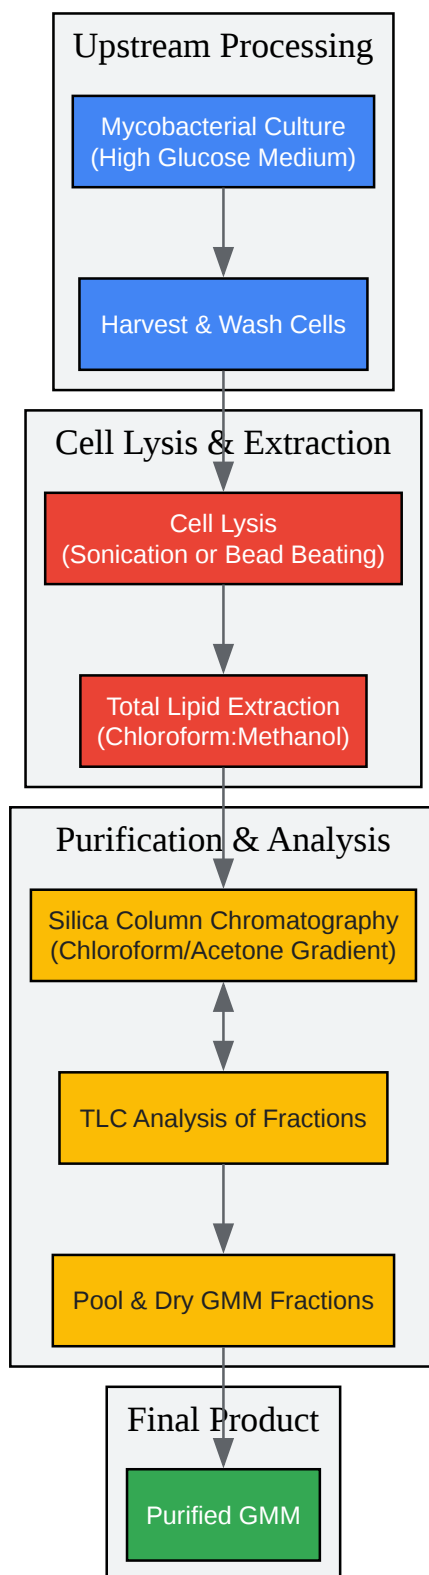 Upstream Processing
Mycobacterial Culture
(High Glucose Medium)
Harvest & Wash Cells
Cell Lysis & Extraction
Cell Lysis
(Sonication or Bead Beating)
Total Lipid Extraction
(Chloroform:Methanol)
Purification & Analysis
Silica Column Chromatography
(Chloroform/Acetone Gradient)
TLC Analysis of Fractions
Pool & Dry GMM Fractions
Final Product
Purified GMM